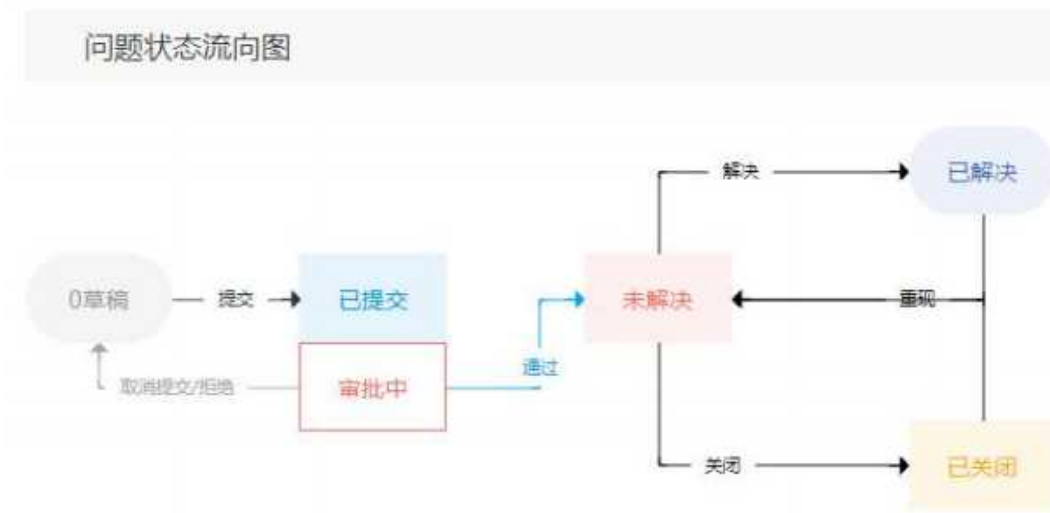 问题状态流向图
解决
已解决
0草稿
提交
已提交
未解决
重现
取消提交/拒绝
审批中
通过
关闭
已关闭